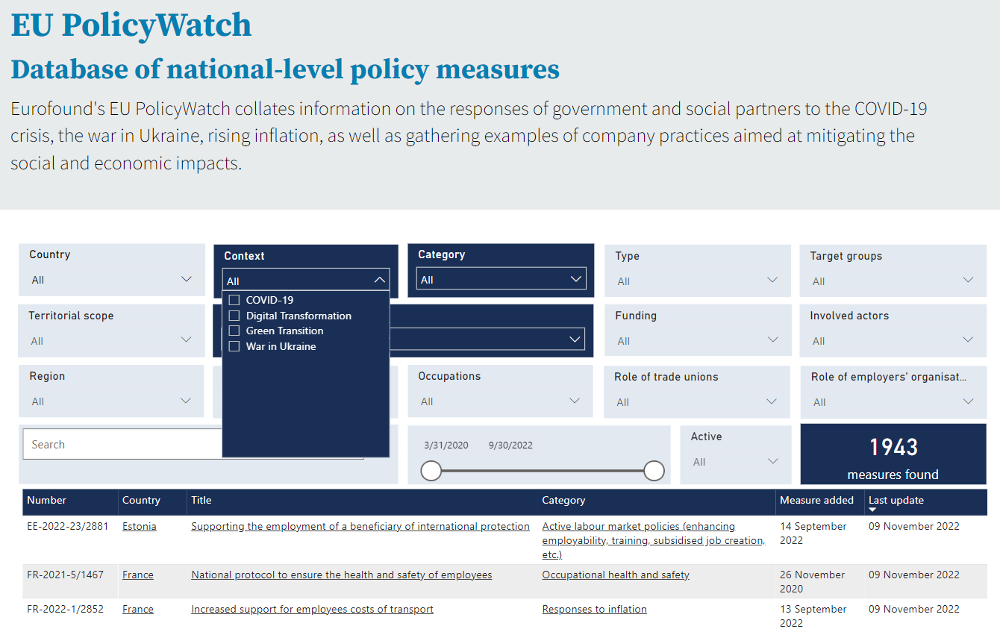 EU PolicyWatch
Database of national-level policy measures
Eurofound's EU PolicyWatch collates information on the responses of government and social partners to the COVID-19
crisis, the war in Ukraine, rising inflation, as well as gathering examples of company practices aimed at mitigating the
social and economic impacts.
Country
All
Context
All
COVID-19
Digital Transformation
Green Transition
War in Ukraine
Category
All
Type
All
Target groups
All
Territorial scope
All
Funding
All
Involved actors
All
Region
All
Occupations
All
Role of trade unions
All
Role of employers' organisat...
All
Search
3/31/2020 9/30/2022
Active
All
1943
measures found
Number Country Title Category Measure added Last update
EE-2022-23/2881 Estonia Supporting the employment of a beneficiary of international protection Active labour market policies (enhancing 14 September 09 November 2022
employability, training, subsidised job creation, 2022
etc.)
FR-2021-5/1467 France National protocol to ensure the health and safety of employees Occupational health and safety 26 November 09 November 2022
2020
FR-2022-1/2852 France Increased support for employees costs of transport Responses to inflation 13 September 09 November 2022
2022